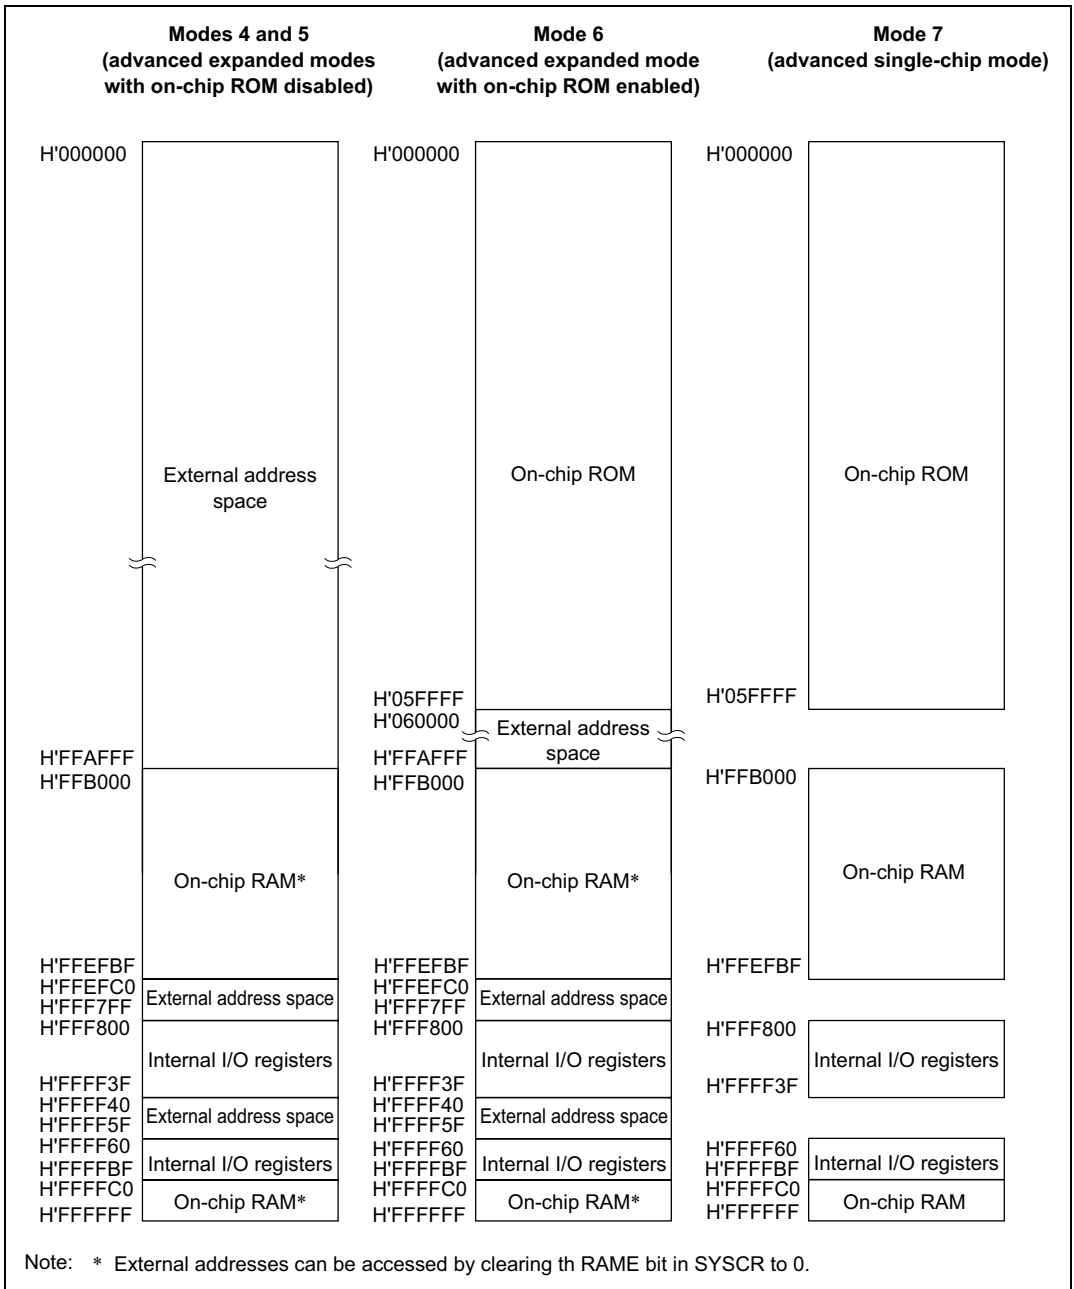 Modes 4 and 5
(advanced expanded modes
with on-chip ROM disabled)
Mode 6
(advanced expanded mode
with on-chip ROM enabled)
Mode 7
(advanced single-chip mode)
H'000000
External address
space
H'FFAFFF
H'FFB000
On-chip RAM*
H'FFEFBF
H'FFEFC0
External address space
H'FFF7FF
H'FFF800
Internal I/O registers
H'FFFF3F
H'FFFF40
External address space
H'FFFF5F
H'FFFF60
Internal I/O registers
H'FFFFBF
H'FFFFC0
On-chip RAM*
H'FFFFFF
H'000000
On-chip ROM
H'05FFFF
H'060000
External address
space
H'FFAFFF
H'FFB000
On-chip RAM*
H'FFEFBF
H'FFEFC0
External address space
H'FFF7FF
H'FFF800
Internal I/O registers
H'FFFF3F
H'FFFF40
External address space
H'FFFF5F
H'FFFF60
Internal I/O registers
H'FFFFBF
H'FFFFC0
On-chip RAM*
H'FFFFFF
H'000000
On-chip ROM
H'05FFFF
H'FFB000
On-chip RAM
H'FFEFBF
H'FFF800
Internal I/O registers
H'FFFF3F
H'FFFF60
Internal I/O registers
H'FFFFBF
H'FFFFC0
On-chip RAM
H'FFFFFF
Note: * External addresses can be accessed by clearing th RAME bit in SYSCR to 0.